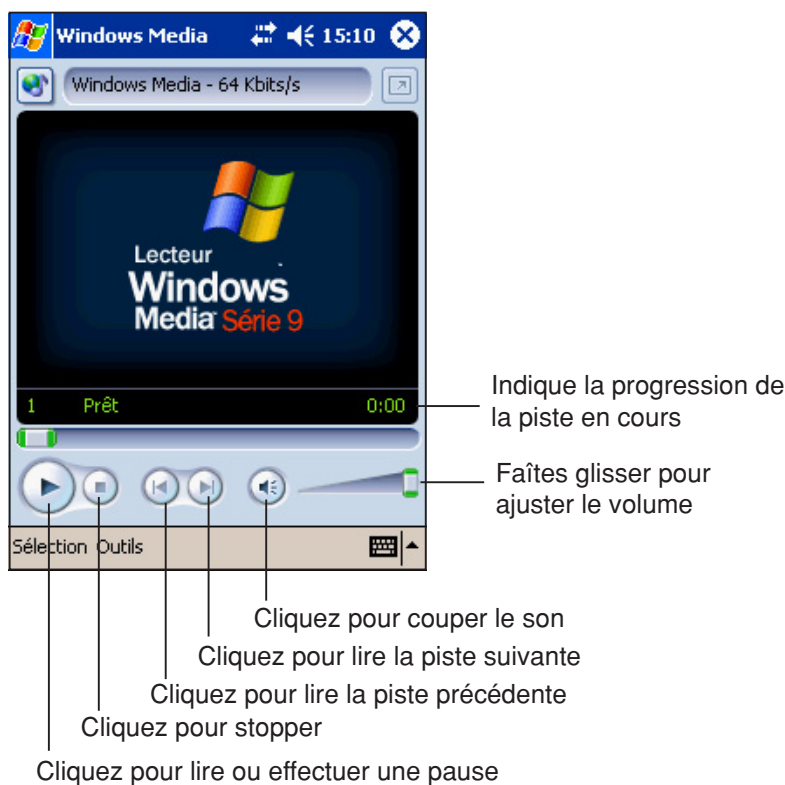 Windows Media 15:10
Windows Media - 64 Kbits/s
Lecteur
Windows
Media Série 9
1 Prêt 0:00
Indique la progression de
la piste en cours
Faîtes glisser pour
ajuster le volume
Sélection Outils
Cliquez pour couper le son
Cliquez pour lire la piste suivante
Cliquez pour lire la piste précédente
Cliquez pour stopper
Cliquez pour lire ou effectuer une pause